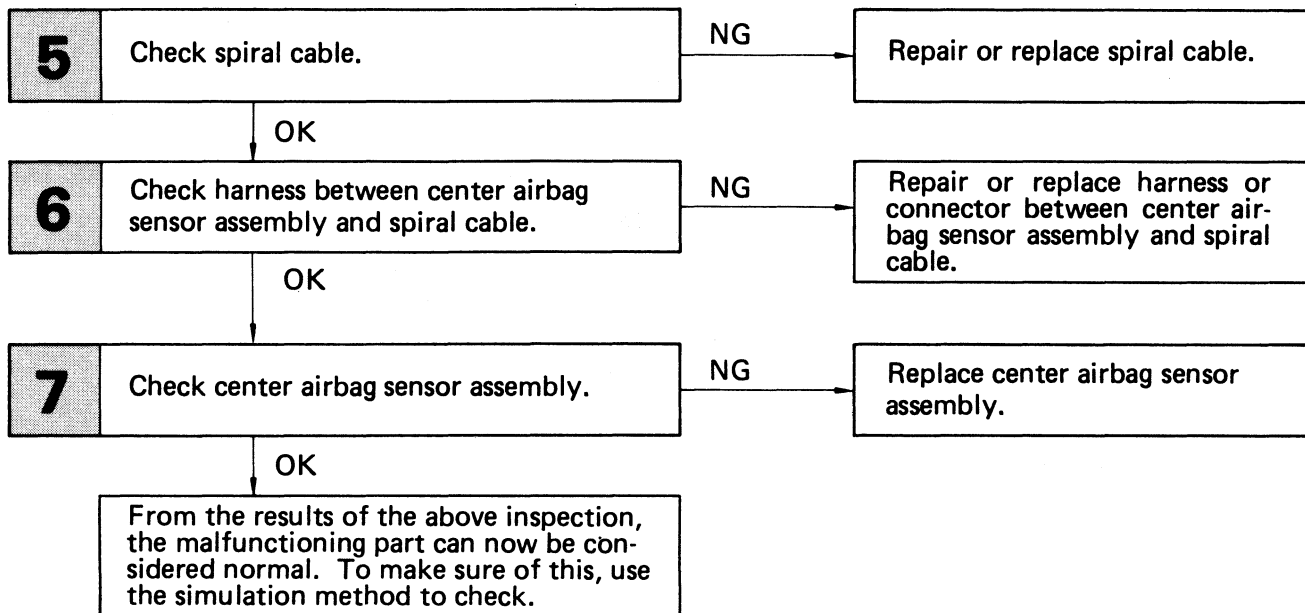 5
Check spiral cable.
NG
Repair or replace spiral cable.
OK
6
Check harness between center airbag
sensor assembly and spiral cable.
NG
Repair or replace harness or
connector between center air-
bag sensor assembly and spiral
cable.
OK
7
Check center airbag sensor assembly.
NG
Replace center airbag sensor
assembly.
OK
From the results of the above inspection,
the malfunctioning part can now be con-
sidered normal. To make sure of this, use
the simulation method to check.